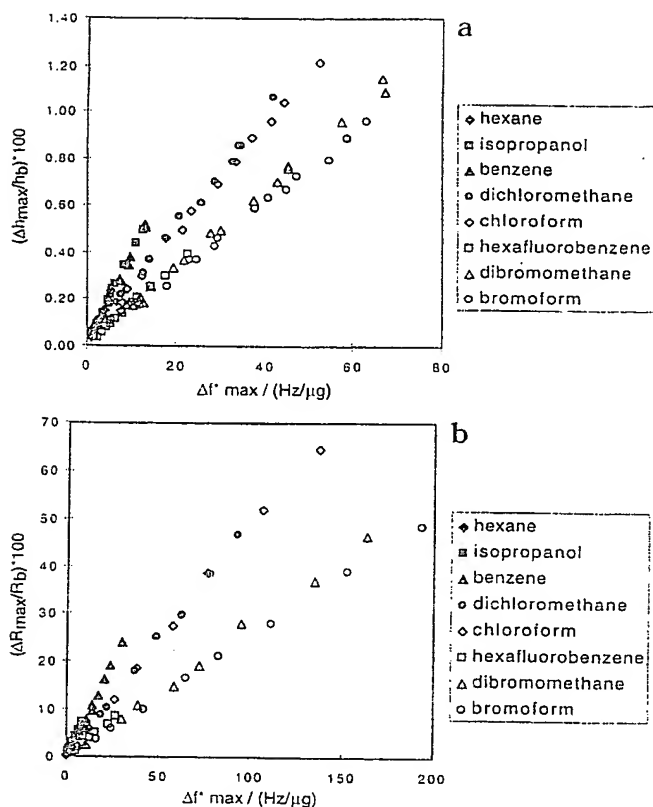 a
1.40
1.20
1.00
0.80
0.60
0.40
0.20
0.00
0
20
40
60
80
(Δhmax/hb)*100
Δf* max / (Hz/µg)
hexane
isopropanol
benzene
dichloromethane
chloroform
hexafluorobenzene
dibromomethane
bromoform
b
70
60
50
40
30
20
10
0
0
50
100
150
200
(ΔRmax/Rb)*100
Δf* max / (Hz/µg)
hexane
isopropanol
benzene
dichloromethane
chloroform
hexafluorobenzene
dibromomethane
bromoform